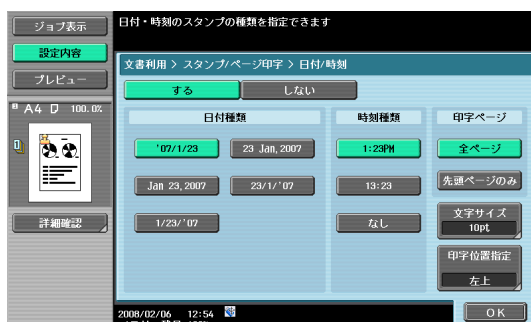 ジョブ表示
日付・時刻のスタンプの種類を指定できます
設定内容
文書利用 > スタンプ/ページ印字 > 日付/時刻
プレビュー
する
しない
A4 100.0%
日付種類
時刻種類
印字ページ
'07/1/23
23 Jan,2007
1:23PM
全ページ
Jan 23,2007
23/1/'07
13:23
先頭ページのみ
1/23/'07
なし
文字サイズ
10pt
詳細確認
印字位置指定
左上
2008/02/06 12:54
OK